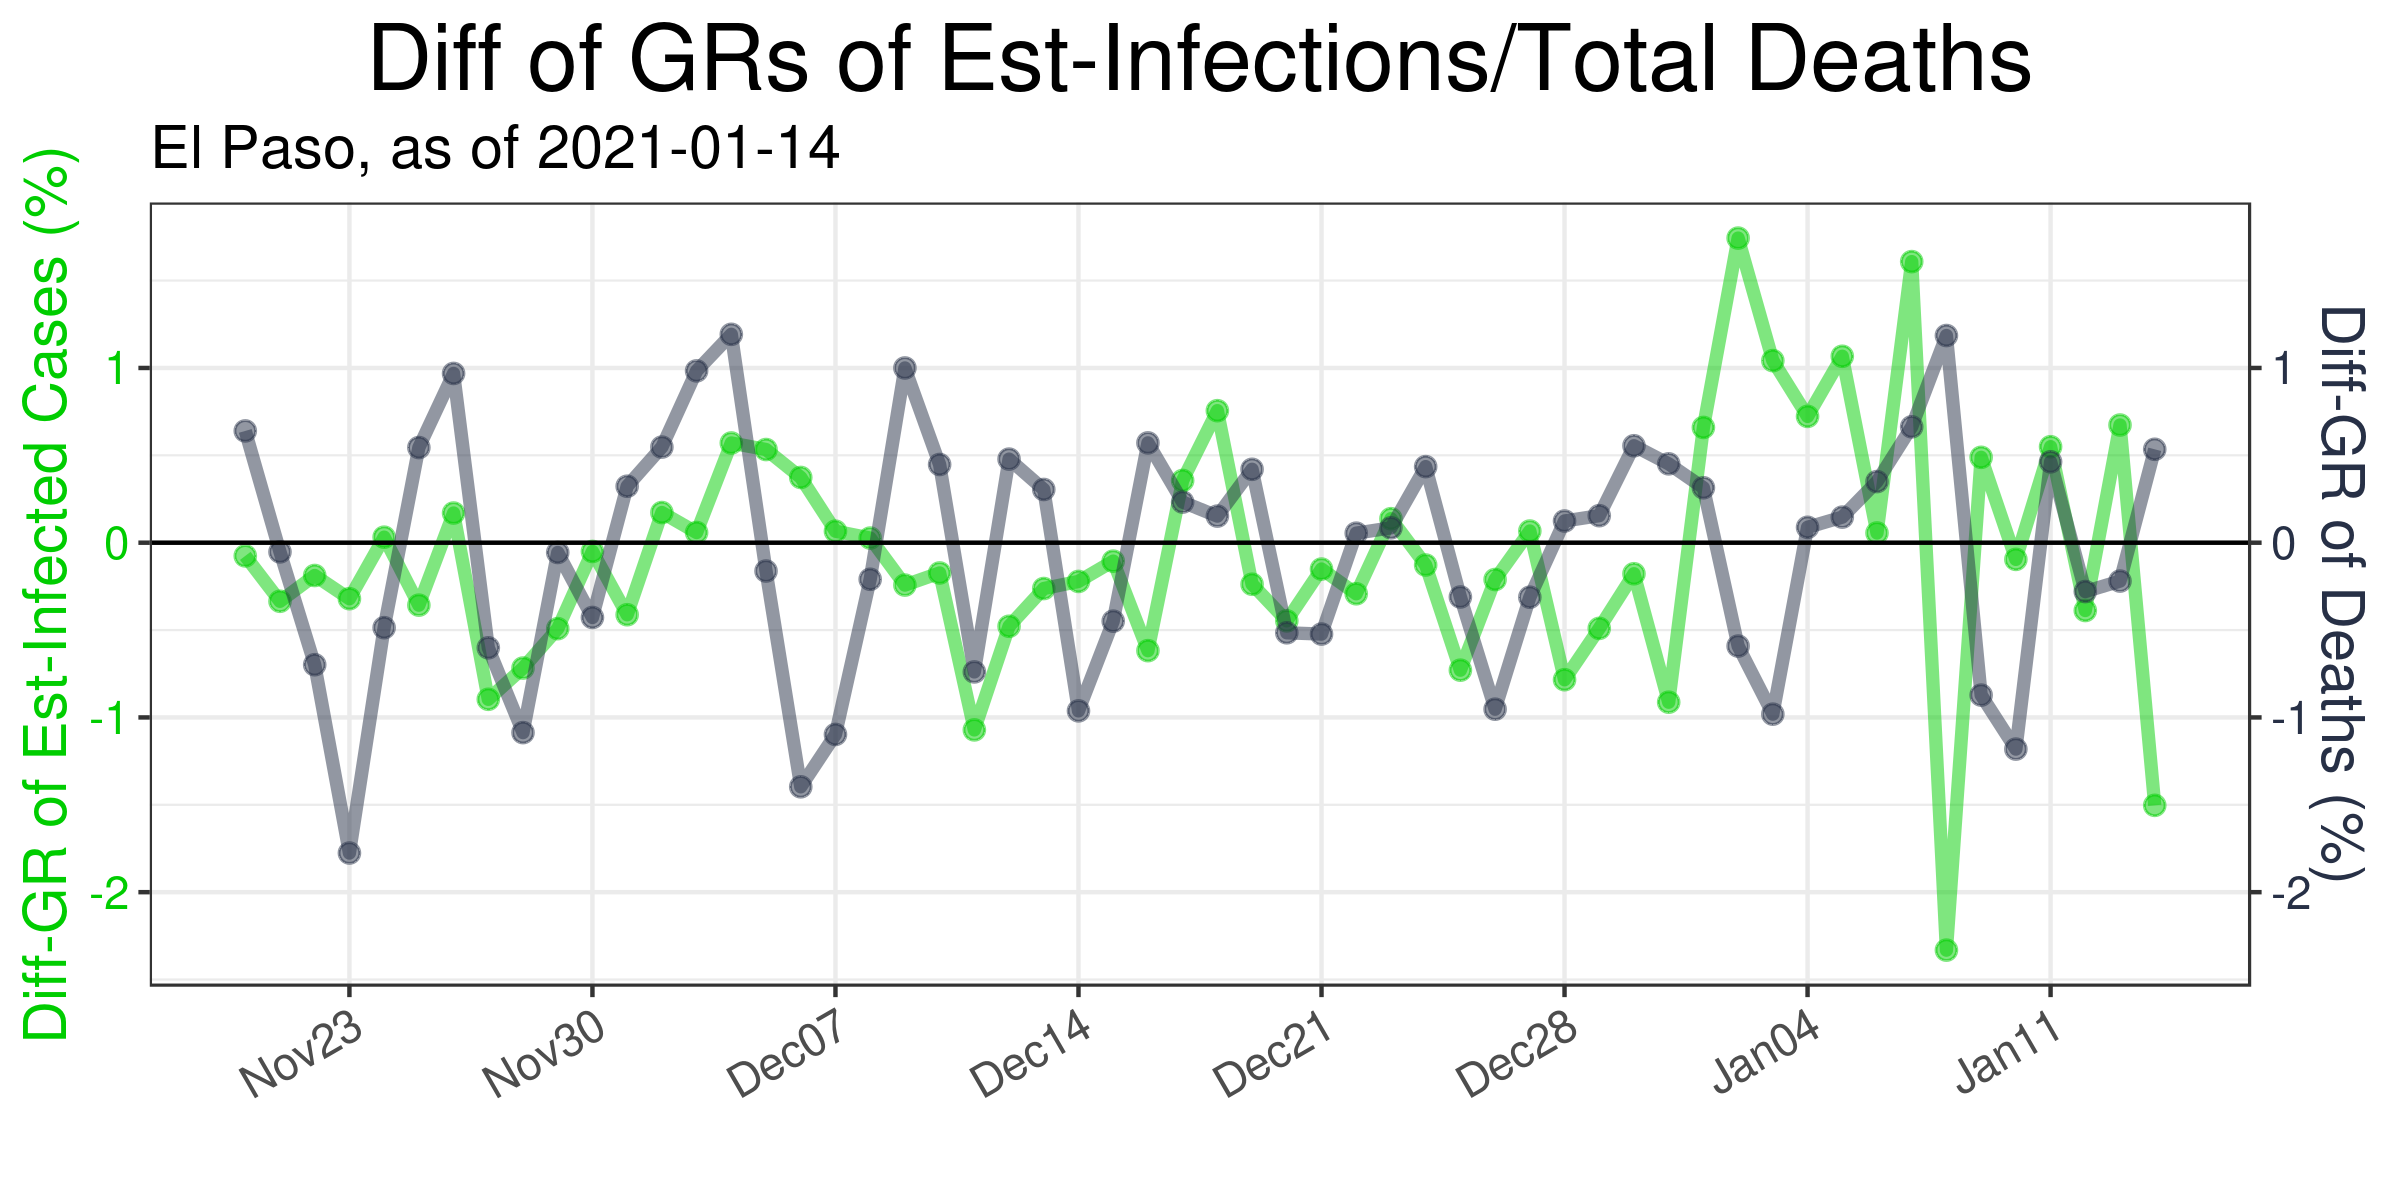 Diff of GRs of Est-Infections/Total Deaths
El Paso, as of 2021-01-14
Diff-GR of Est-Infected Cases (%)
1
0
-1
-2
1
0
-1
-2
Diff-GR of Deaths (%)
Nov23
Nov30
Dec07
Dec14
Dec21
Dec28
Jan04
Jan11